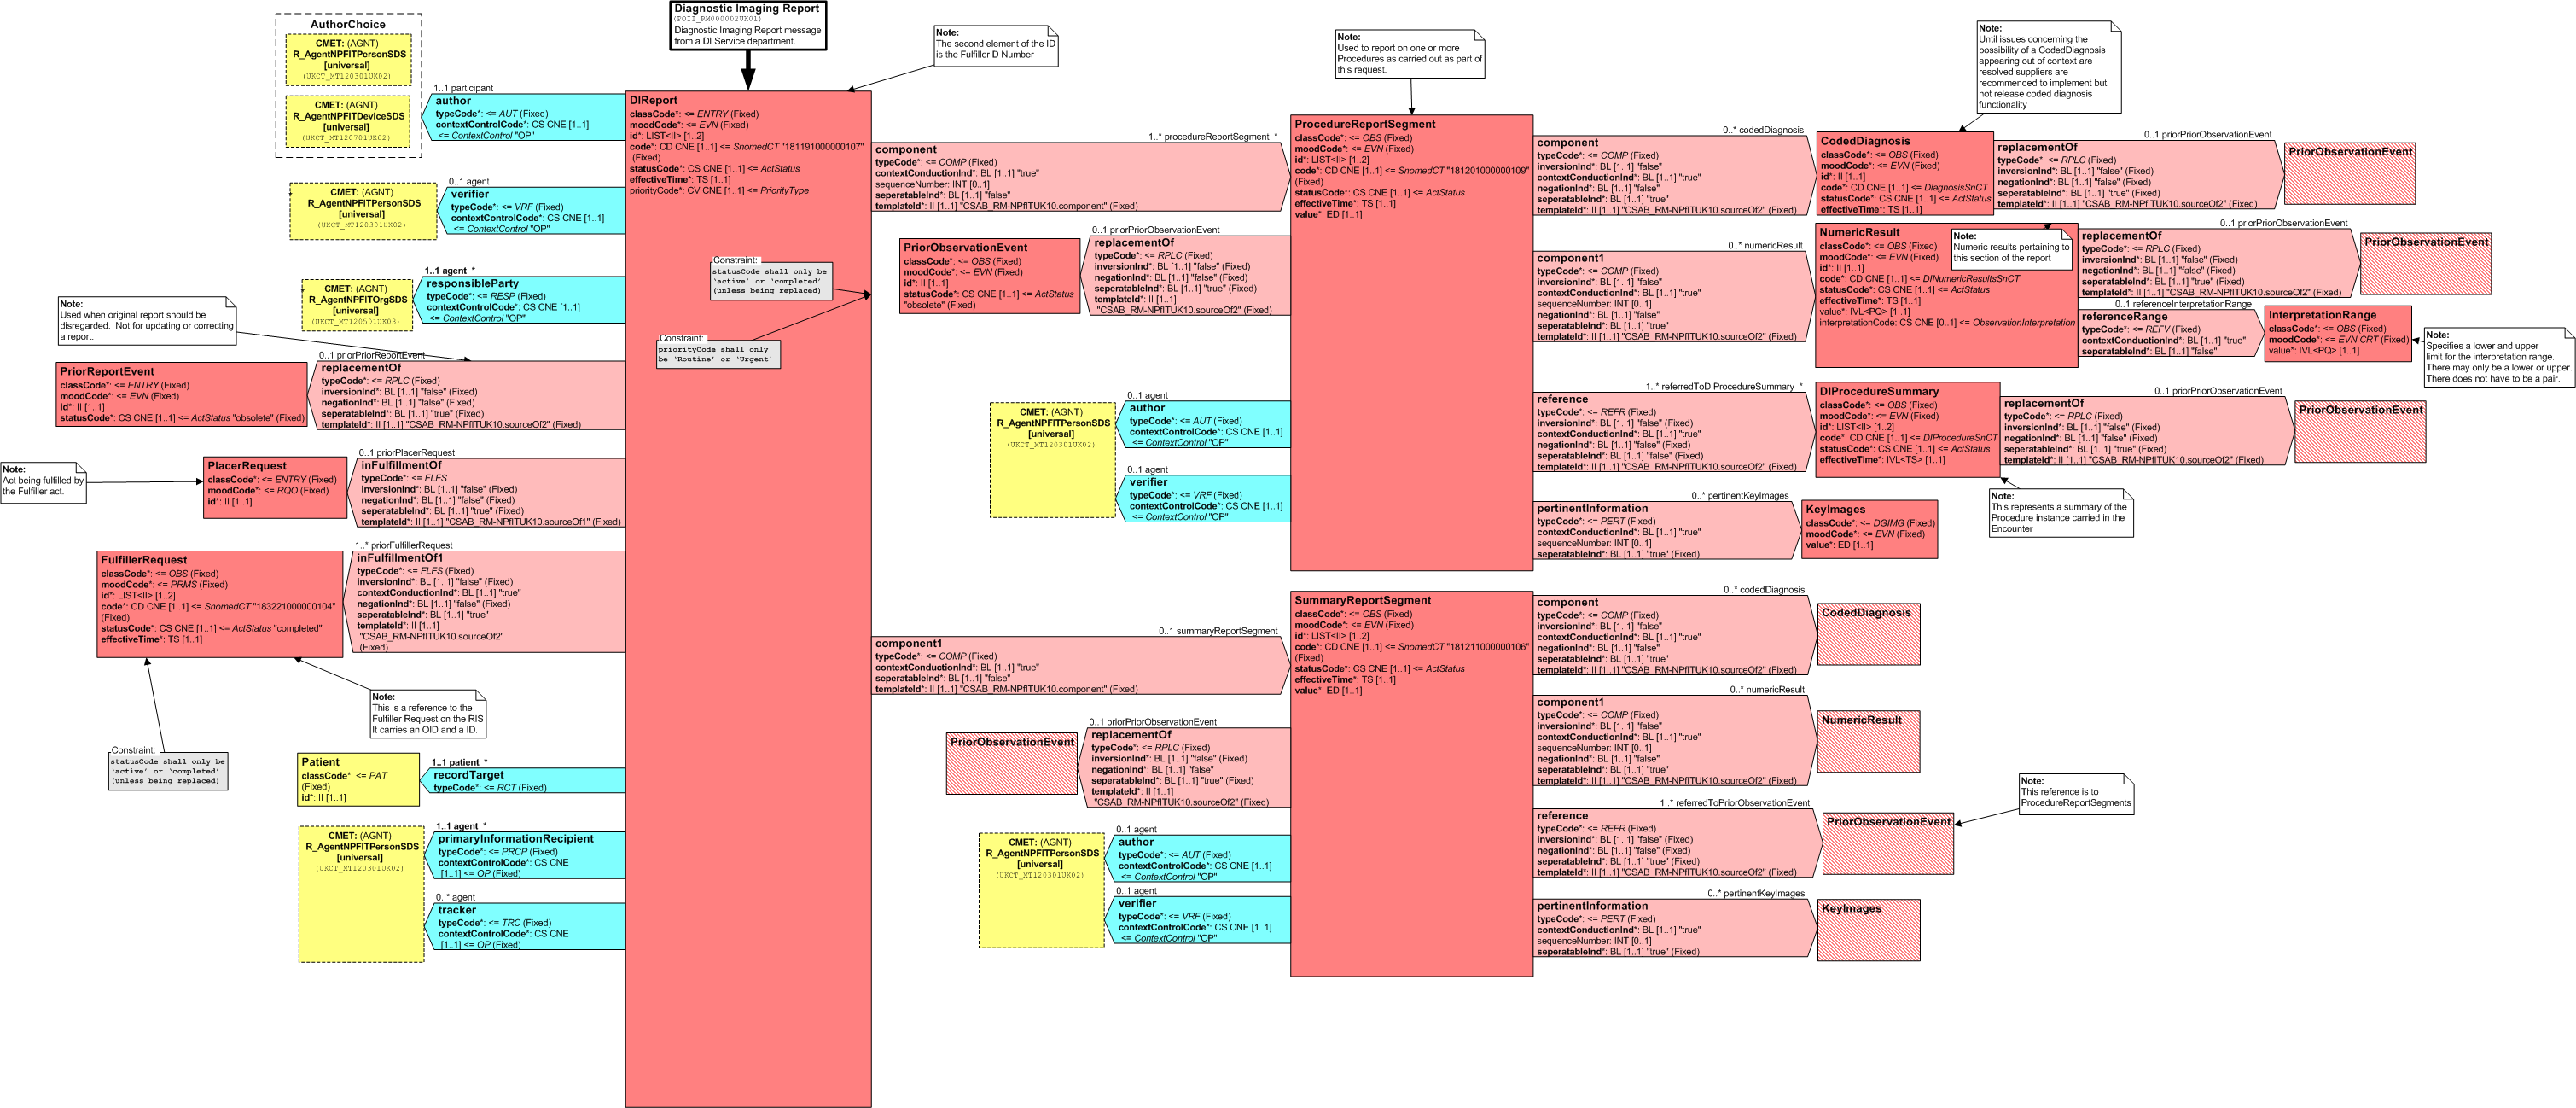 AuthorChoice
CMET: (AGNT)
R_AgentNPFITPersonSDS
[universal]
(UKCT_MT120301UK02)
CMET: (AGNT)
R_AgentNPFITDeviceSDS
[universal]
(UKCT_MT120701UK02)
1..1 participant
author
typeCode*: <= AUT (Fixed)
contextControlCode*: CS CNE [1..1]
<= ContextControl "OP"
CMET: (AGNT)
R_AgentNPFITPersonSDS
[universal]
(UKCT_MT120301UK02)
0..1 agent
verifier
typeCode*: <= VRF (Fixed)
contextControlCode*: CS CNE [1..1]
<= ContextControl "OP"
CMET: (AGNT)
R_AgentNPFITOrgSDS
[universal]
(UKCT_MT120501UK03)
1..1 agent *
responsibleParty
typeCode*: <= RESP (Fixed)
contextControlCode*: CS CNE [1..1]
<= ContextControl "OP"
Note:
Used when original report should be
disregarded. Not for updating or correcting
a report.
PriorReportEvent
classCode*: <= ENTRY (Fixed)
moodCode*: <= EVN (Fixed)
id*: II [1..1]
statusCode*: CS CNE [1..1] <= ActStatus "obsolete" (Fixed)
0..1 priorPriorReportEvent
replacementOf
typeCode*: <= RPLC (Fixed)
inversionInd*: BL [1..1] "false" (Fixed)
negationInd*: BL [1..1] "false" (Fixed)
seperatableInd*: BL [1..1] "true" (Fixed)
templateId*: II [1..1] "CSAB_RM-NPfITUK10.sourceOf2" (Fixed)
Note:
Act being fulfilled by
the Fulfiller act.
PlacerRequest
classCode*: <= ENTRY (Fixed)
moodCode*: <= RQO (Fixed)
id*: II [1..1]
0..1 priorPlacerRequest
inFulfillmentOf
typeCode*: <= FLFS
inversionInd*: BL [1..1] "false" (Fixed)
negationInd*: BL [1..1] "false" (Fixed)
seperatableInd*: BL [1..1] "true" (Fixed)
templateId*: II [1..1] "CSAB_RM-NPfITUK10.sourceOf1" (Fixed)
FulfillerRequest
classCode*: <= OBS (Fixed)
moodCode*: <= PRMS (Fixed)
id*: LIST<II> [1..2]
code*: CD CNE [1..1] <= SnomedCT "183221000000104"
(Fixed)
statusCode*: CS CNE [1..1] <= ActStatus "completed"
effectiveTime*: TS [1..1]
1..* priorFulfillerRequest
inFulfillmentOf1
typeCode*: <= FLFS (Fixed)
inversionInd*: BL [1..1] "false" (Fixed)
contextConductionInd*: BL [1..1] "true"
negationInd*: BL [1..1] "false" (Fixed)
seperatableInd*: BL [1..1] "true"
templateId*: II [1..1]
"CSAB_RM-NPfITUK10.sourceOf2"
(Fixed)
Note:
This is a reference to the
Fulfiller Request on the RIS
It carries an OID and a ID.
Constraint:
statusCode shall only be
'active' or 'completed'
(unless being replaced)
Patient
classCode*: <= PAT
(Fixed)
id*: II [1..1]
1..1 patient *
recordTarget
typeCode*: <= RCT (Fixed)
CMET: (AGNT)
R_AgentNPFITPersonSDS
[universal]
(UKCT_MT120301UK02)
1..1 agent *
primaryInformationRecipient
typeCode*: <= PRCP (Fixed)
contextControlCode*: CS CNE
[1..1] <= OP (Fixed)
0..* agent
tracker
typeCode*: <= TRC (Fixed)
contextControlCode*: CS CNE
[1..1] <= OP (Fixed)
Diagnostic Imaging Report
(POII_RM000002UK01)
Diagnostic Imaging Report message
from a DI Service department.
Note:
The second element of the ID
is the FulfillerID Number
DIReport
classCode*: <= ENTRY (Fixed)
moodCode*: <= EVN (Fixed)
id*: LIST<II> [1..2]
code*: CD CNE [1..1] <= SnomedCT "181191000000107"
(Fixed)
statusCode*: CS CNE [1..1] <= ActStatus
effectiveTime*: TS [1..1]
priorityCode*: CV CNE [1..1] <= PriorityType
Constraint:
statusCode shall only be
'active' or 'completed'
(unless being replaced)
Constraint:
priorityCode shall only
be 'Routine' or 'Urgent'
1..* procedureReportSegment *
component
typeCode*: <= COMP (Fixed)
contextConductionInd*: BL [1..1] "true"
sequenceNumber: INT [0..1]
seperatableInd*: BL [1..1] "false"
templateId*: II [1..1] "CSAB_RM-NPfITUK10.component" (Fixed)
PriorObservationEvent
classCode*: <= OBS (Fixed)
moodCode*: <= EVN (Fixed)
id*: II [1..1]
statusCode*: CS CNE [1..1] <= ActStatus
"obsolete" (Fixed)
0..1 priorPriorObservationEvent
replacementOf
typeCode*: <= RPLC (Fixed)
inversionInd*: BL [1..1] "false" (Fixed)
negationInd*: BL [1..1] "false" (Fixed)
seperatableInd*: BL [1..1] "true" (Fixed)
templateId*: II [1..1]
"CSAB_RM-NPfITUK10.sourceOf2" (Fixed)
CMET: (AGNT)
R_AgentNPFITPersonSDS
[universal]
(UKCT_MT120301UK02)
0..1 agent
author
typeCode*: <= AUT (Fixed)
contextControlCode*: CS CNE [1..1]
<= ContextControl "OP"
0..1 agent
verifier
typeCode*: <= VRF (Fixed)
contextControlCode*: CS CNE [1..1]
<= ContextControl "OP"
0..1 summaryReportSegment
component1
typeCode*: <= COMP (Fixed)
contextConductionInd*: BL [1..1] "true"
seperatableInd*: BL [1..1] "false"
templateId*: II [1..1] "CSAB_RM-NPfITUK10.component" (Fixed)
PriorObservationEvent
0..1 priorPriorObservationEvent
replacementOf
typeCode*: <= RPLC (Fixed)
inversionInd*: BL [1..1] "false" (Fixed)
negationInd*: BL [1..1] "false"
seperatableInd*: BL [1..1] "true" (Fixed)
templateId*: II [1..1]
"CSAB_RM-NPfITUK10.sourceOf2" (Fixed)
CMET: (AGNT)
R_AgentNPFITPersonSDS
[universal]
(UKCT_MT120301UK02)
0..1 agent
author
typeCode*: <= AUT (Fixed)
contextControlCode*: CS CNE [1..1]
<= ContextControl "OP"
0..1 agent
verifier
typeCode*: <= VRF (Fixed)
contextControlCode*: CS CNE [1..1]
<= ContextControl "OP"
Note:
Used to report on one or more
Procedures as carried out as part of
this request.
ProcedureReportSegment
classCode*: <= OBS (Fixed)
moodCode*: <= EVN (Fixed)
id*: LIST<II> [1..2]
code*: CD CNE [1..1] <= SnomedCT "181201000000109"
(Fixed)
statusCode*: CS CNE [1..1] <= ActStatus
effectiveTime*: TS [1..1]
value*: ED [1..1]
0..* codedDiagnosis
component
typeCode*: <= COMP (Fixed)
inversionInd*: BL [1..1] "false"
contextConductionInd*: BL [1..1] "true"
negationInd*: BL [1..1] "false"
seperatableInd*: BL [1..1] "true"
templateId*: II [1..1] "CSAB_RM-NPfITUK10.sourceOf2" (Fixed)
Note:
Until issues concerning the
possibility of a CodedDiagnosis
appearing out of context are
resolved suppliers are
recommended to implement but
not release coded diagnosis
functionality
CodedDiagnosis
classCode*: <= OBS (Fixed)
moodCode*: <= EVN (Fixed)
id*: II [1..1]
code*: CD CNE [1..1] <= DiagnosisSnCT
statusCode*: CS CNE [1..1] <= ActStatus
effectiveTime*: TS [1..1]
0..1 priorPriorObservationEvent
replacementOf
typeCode*: <= RPLC (Fixed)
inversionInd*: BL [1..1] "false" (Fixed)
negationInd*: BL [1..1] "false" (Fixed)
seperatableInd*: BL [1..1] "true" (Fixed)
templateId*: II [1..1] "CSAB_RM-NPfITUK10.sourceOf2" (Fixed)
PriorObservationEvent
0..* numericResult
component1
typeCode*: <= COMP (Fixed)
inversionInd*: BL [1..1] "false"
contextConductionInd*: BL [1..1] "true"
sequenceNumber: INT [0..1]
negationInd*: BL [1..1] "false"
seperatableInd*: BL [1..1] "true"
templateId*: II [1..1] "CSAB_RM-NPfITUK10.sourceOf2" (Fixed)
NumericResult
classCode*: <= OBS (Fixed)
moodCode*: <= EVN (Fixed)
id*: II [1..1]
code*: CD CNE [1..1] <= DINumericResultsSnCT
statusCode*: CS CNE [1..1] <= ActStatus
effectiveTime*: TS [1..1]
value*: IVL<PQ> [1..1]
interpretationCode: CS CNE [0..1] <= ObservationInterpretation
Note:
Numeric results pertaining to
this section of the report
0..1 priorPriorObservationEvent
replacementOf
typeCode*: <= RPLC (Fixed)
inversionInd*: BL [1..1] "false" (Fixed)
negationInd*: BL [1..1] "false" (Fixed)
seperatableInd*: BL [1..1] "true" (Fixed)
templateId*: II [1..1] "CSAB_RM-NPfITUK10.sourceOf2" (Fixed)
PriorObservationEvent
0..1 referenceInterpretationRange
referenceRange
typeCode*: <= REFV (Fixed)
contextConductionInd*: BL [1..1] "true"
seperatableInd*: BL [1..1] "false"
InterpretationRange
classCode*: <= OBS (Fixed)
moodCode*: <= EVN.CRT (Fixed)
value*: IVL<PQ> [1..1]
Note:
Specifies a lower and upper
limit for the interpretation range.
There may only be a lower or upper.
There does not have to be a pair.
1..* referredToDIProcedureSummary *
reference
typeCode*: <= REFR (Fixed)
inversionInd*: BL [1..1] "false" (Fixed)
contextConductionInd*: BL [1..1] "true"
negationInd*: BL [1..1] "false" (Fixed)
seperatableInd*: BL [1..1] "false" (Fixed)
templateId*: II [1..1] "CSAB_RM-NPfITUK10.sourceOf2" (Fixed)
DIProcedureSummary
classCode*: <= OBS (Fixed)
moodCode*: <= EVN (Fixed)
id*: LIST<II> [1..2]
code*: CD CNE [1..1] <= DIProcedureSnCT
statusCode*: CS CNE [1..1] <= ActStatus
effectiveTime*: IVL<TS> [1..1]
0..1 priorPriorObservationEvent
replacementOf
typeCode*: <= RPLC (Fixed)
inversionInd*: BL [1..1] "false" (Fixed)
negationInd*: BL [1..1] "false" (Fixed)
seperatableInd*: BL [1..1] "true" (Fixed)
templateId*: II [1..1] "CSAB_RM-NPfITUK10.sourceOf2" (Fixed)
PriorObservationEvent
Note:
This represents a summary of the
Procedure instance carried in the
Encounter
0..* pertinentKeyImages
pertinentInformation
typeCode*: <= PERT (Fixed)
contextConductionInd*: BL [1..1] "true"
sequenceNumber: INT [0..1]
seperatableInd*: BL [1..1] "true" (Fixed)
KeyImages
classCode*: <= DGIMG (Fixed)
moodCode*: <= EVN (Fixed)
value*: ED [1..1]
SummaryReportSegment
classCode*: <= OBS (Fixed)
moodCode*: <= EVN (Fixed)
id*: LIST<II> [1..2]
code*: CD CNE [1..1] <= SnomedCT "181211000000106"
(Fixed)
statusCode*: CS CNE [1..1] <= ActStatus
effectiveTime*: TS [1..1]
value*: ED [1..1]
0..* codedDiagnosis
component
typeCode*: <= COMP (Fixed)
inversionInd*: BL [1..1] "false"
contextConductionInd*: BL [1..1] "true"
negationInd*: BL [1..1] "false"
seperatableInd*: BL [1..1] "true"
templateId*: II [1..1] "CSAB_RM-NPfITUK10.sourceOf2" (Fixed)
CodedDiagnosis
0..* numericResult
component1
typeCode*: <= COMP (Fixed)
inversionInd*: BL [1..1] "false"
contextConductionInd*: BL [1..1] "true"
sequenceNumber: INT [0..1]
negationInd*: BL [1..1] "false"
seperatableInd*: BL [1..1] "true"
templateId*: II [1..1] "CSAB_RM-NPfITUK10.sourceOf2" (Fixed)
NumericResult
1..* referredToPriorObservationEvent
reference
typeCode*: <= REFR (Fixed)
inversionInd*: BL [1..1] "false" (Fixed)
negationInd*: BL [1..1] "false" (Fixed)
seperatableInd*: BL [1..1] "true" (Fixed)
templateId*: II [1..1] "CSAB_RM-NPfITUK10.sourceOf2" (Fixed)
PriorObservationEvent
Note:
This reference is to
ProcedureReportSegments
0..* pertinentKeyImages
pertinentInformation
typeCode*: <= PERT (Fixed)
contextConductionInd*: BL [1..1] "true"
sequenceNumber: INT [0..1]
seperatableInd*: BL [1..1] "true" (Fixed)
KeyImages